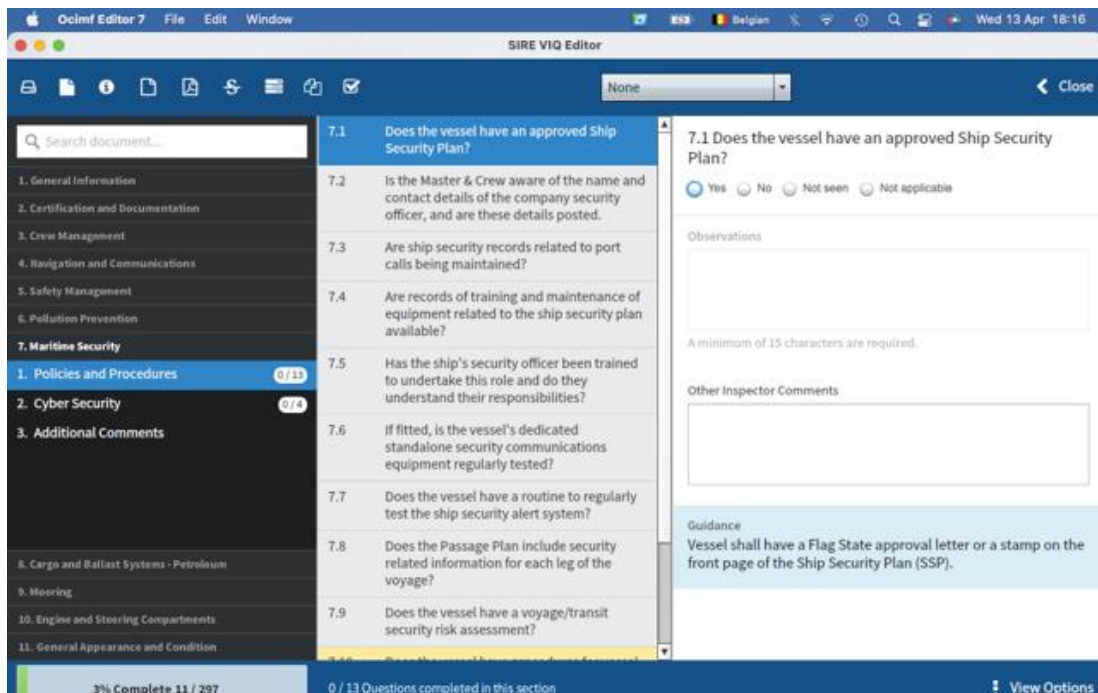 Ocimf Editor 7 File Edit Window Belgian Wed 13 Apr 18:16
SIRE VIQ Editor
None
Close
Search document...
1. General Information
2. Certification and Documentation
3. Crew Management
4. Navigation and Communications
5. Safety Management
6. Pollution Prevention
7. Maritime Security
1. Policies and Procedures 0/13
2. Cyber Security 0/4
3. Additional Comments
8. Cargo and Ballast Systems - Petroleum
9. Mooring
10. Engine and Steering Compartments
11. General Appearance and Condition
3% Complete 11 / 297
7.1 Does the vessel have an approved Ship
Security Plan?
7.2 Is the Master & Crew aware of the name and
contact details of the company security
officer, and are these details posted.
7.3 Are ship security records related to port
calls being maintained?
7.4 Are records of training and maintenance of
equipment related to the ship security plan
available?
7.5 Has the ship's security officer been trained
to undertake this role and do they
understand their responsibilities?
7.6 If fitted, is the vessel's dedicated
standalone security communications
equipment regularly tested?
7.7 Does the vessel have a routine to regularly
test the ship security alert system?
7.8 Does the Passage Plan include security
related information for each leg of the
voyage?
7.9 Does the vessel have a voyage/transit
security risk assessment?
0 / 13 Questions completed in this section
7.1 Does the vessel have an approved Ship Security
Plan?
Yes No Not seen Not applicable
Observations
A minimum of 15 characters are required.
Other Inspector Comments
Guidance
Vessel shall have a Flag State approval letter or a stamp on the
front page of the Ship Security Plan (SSP).
View Options